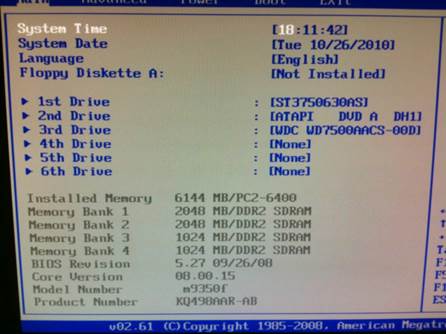 Main Advanced Power Boot Exit
System Time [18:11:42]
System Date [Tue 10/26/2010]
Language [English]
Floppy Diskette A: [Not Installed]
▶ 1st Drive : [ST3750630AS]
▶ 2nd Drive : [ATAPI DVD A DH1]
▶ 3rd Drive : [WDC WD7500AACS-00D]
▶ 4th Drive : [None]
▶ 5th Drive : [None]
▶ 6th Drive : [None]
Installed Memory 6144 MB/PC2-6400
Memory Bank 1 2048 MB/DDR2 SDRAM
Memory Bank 2 2048 MB/DDR2 SDRAM
Memory Bank 3 1024 MB/DDR2 SDRAM
Memory Bank 4 1024 MB/DDR2 SDRAM
BIOS Revision 5.27 09/26/08
Core Version 08.00.15
Model Number m9350f
Product Number KQ498AAR-AB
v02.61 (C)Copyright 1985-2008, American Megat